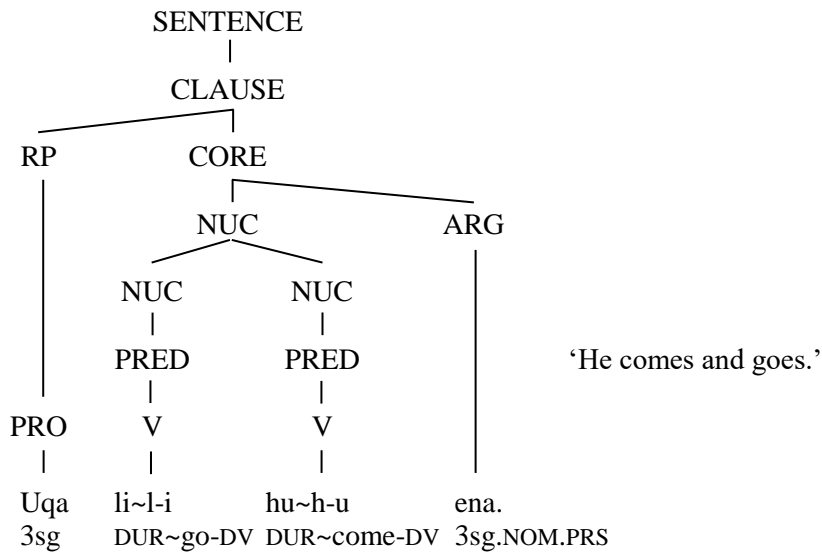 SENTENCE
CLAUSE
RP CORE
NUC ARG
NUC NUC
PRED PRED ‘He comes and goes.’
PRO V V
Uqa li~l-i hu~h-u ena.
3sg DUR~go-DV DUR~come-DV 3sg.NOM.PRS